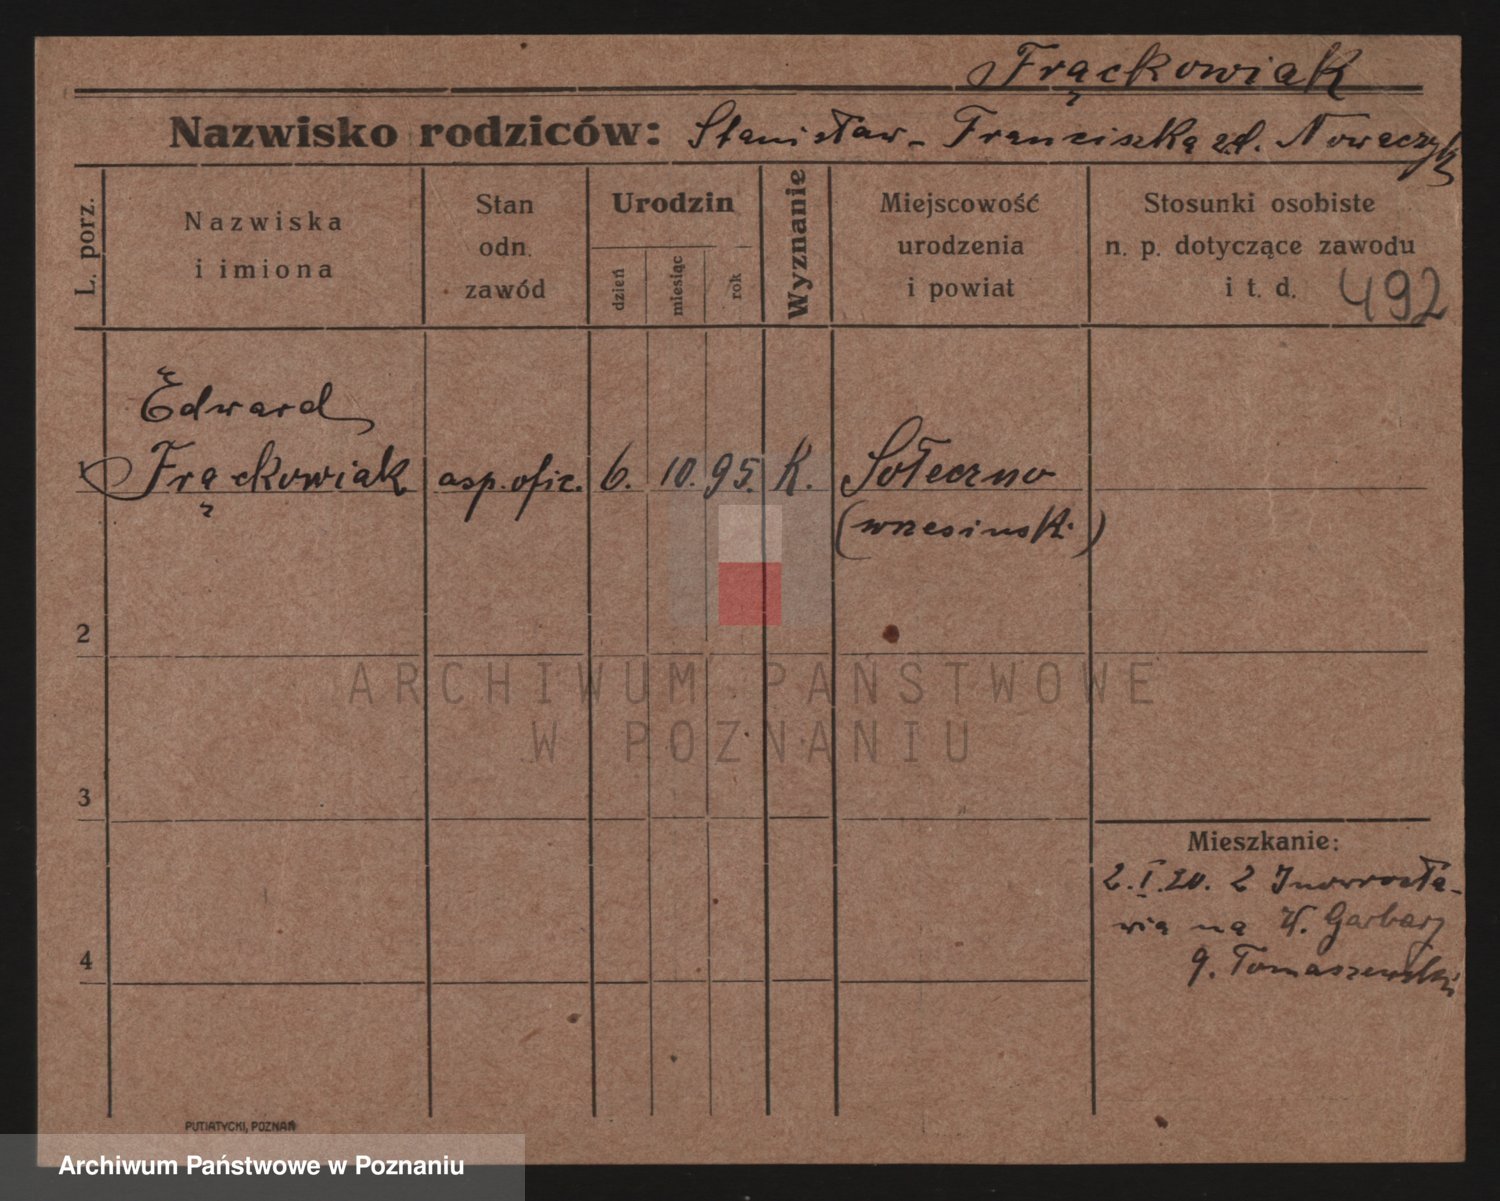 Frąckowiak
Nazwisko rodziców: Stanisław - Franciszka zd. Nowaczyk
L. porz.
Nazwiska
i imiona
Stan
odn.
zawód
Urodzin
dzień
miesiąc
rok
Wyznanie
Miejscowość
urodzenia
i powiat
Stosunki osobiste
n. p. dotyczące zawodu
i t. d.
492
Edward
1 Frąckowiak asp. ofic. 6. 10. 95. K. Sołeczno
(wrzesiński)
2
3
4
Mieszkanie:
2.I.20. z Inowrocła-
wia na W. Garbary
9. Tomaszewski
PUTIATYCKI, POZNAŃ
ARCHIWUM PAŃSTWOWE
W POZNANIU
Archiwum Państwowe w Poznaniu